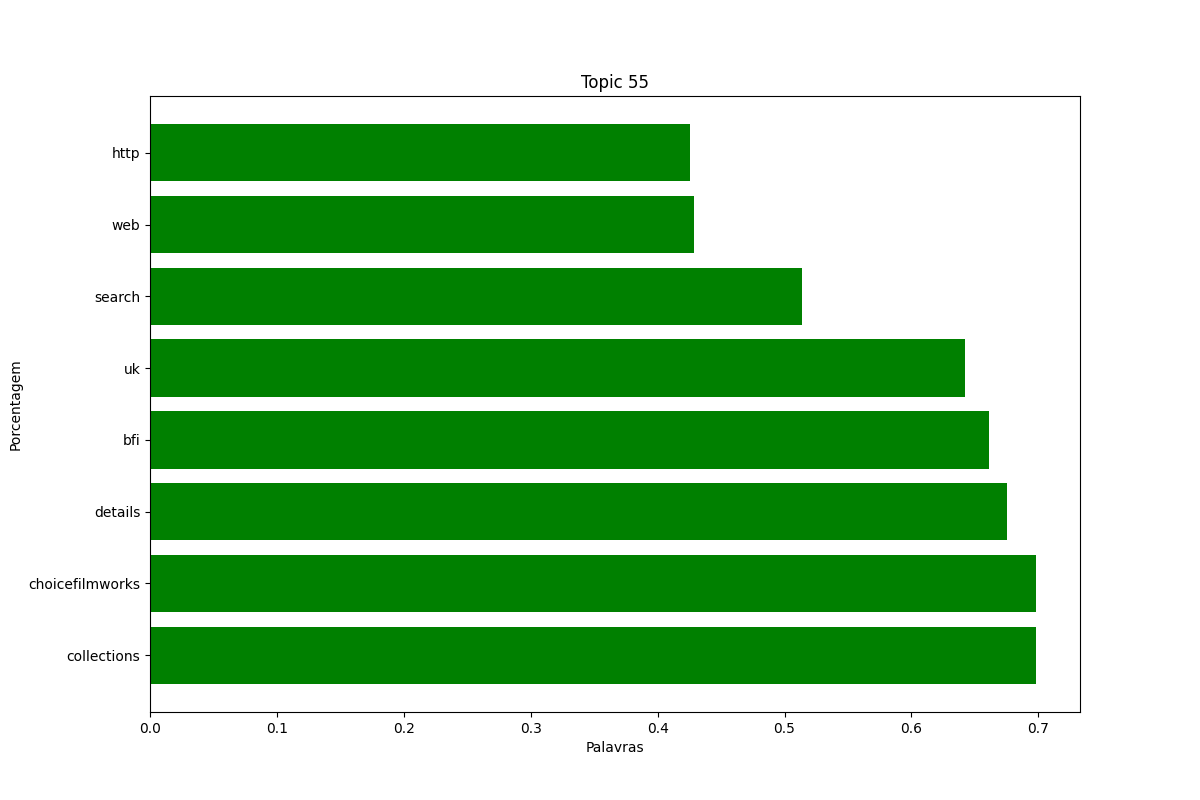 Topic 55
http
web
search
uk
bfi
details
choicefilmworks
collections
Porcentagem
0.0 0.1 0.2 0.3 0.4 0.5 0.6 0.7
Palavras